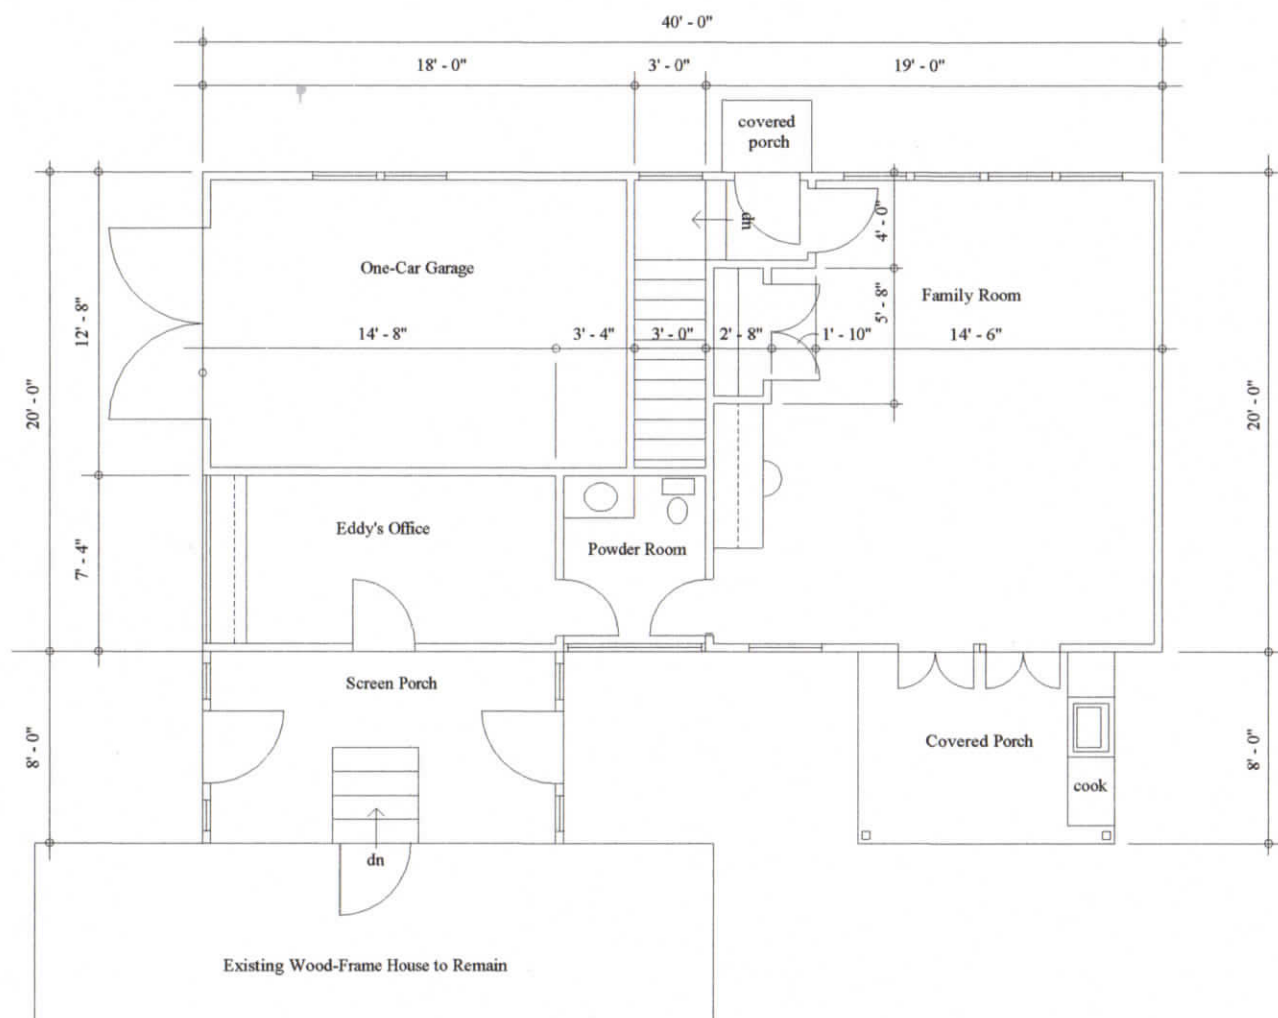 40' - 0"
18' - 0"
3' - 0"
19' - 0"
covered
porch
up
4' - 0"
One-Car Garage
Family Room
12' - 8"
5' - 8"
14' - 8"
3' - 4"
3' - 0"
2' - 8"
1' - 10"
14' - 6"
20' - 0"
20' - 0"
Eddy's Office
Powder Room
7' - 4"
Screen Porch
Covered Porch
8' - 0"
8' - 0"
cook
dn
Existing Wood-Frame House to Remain